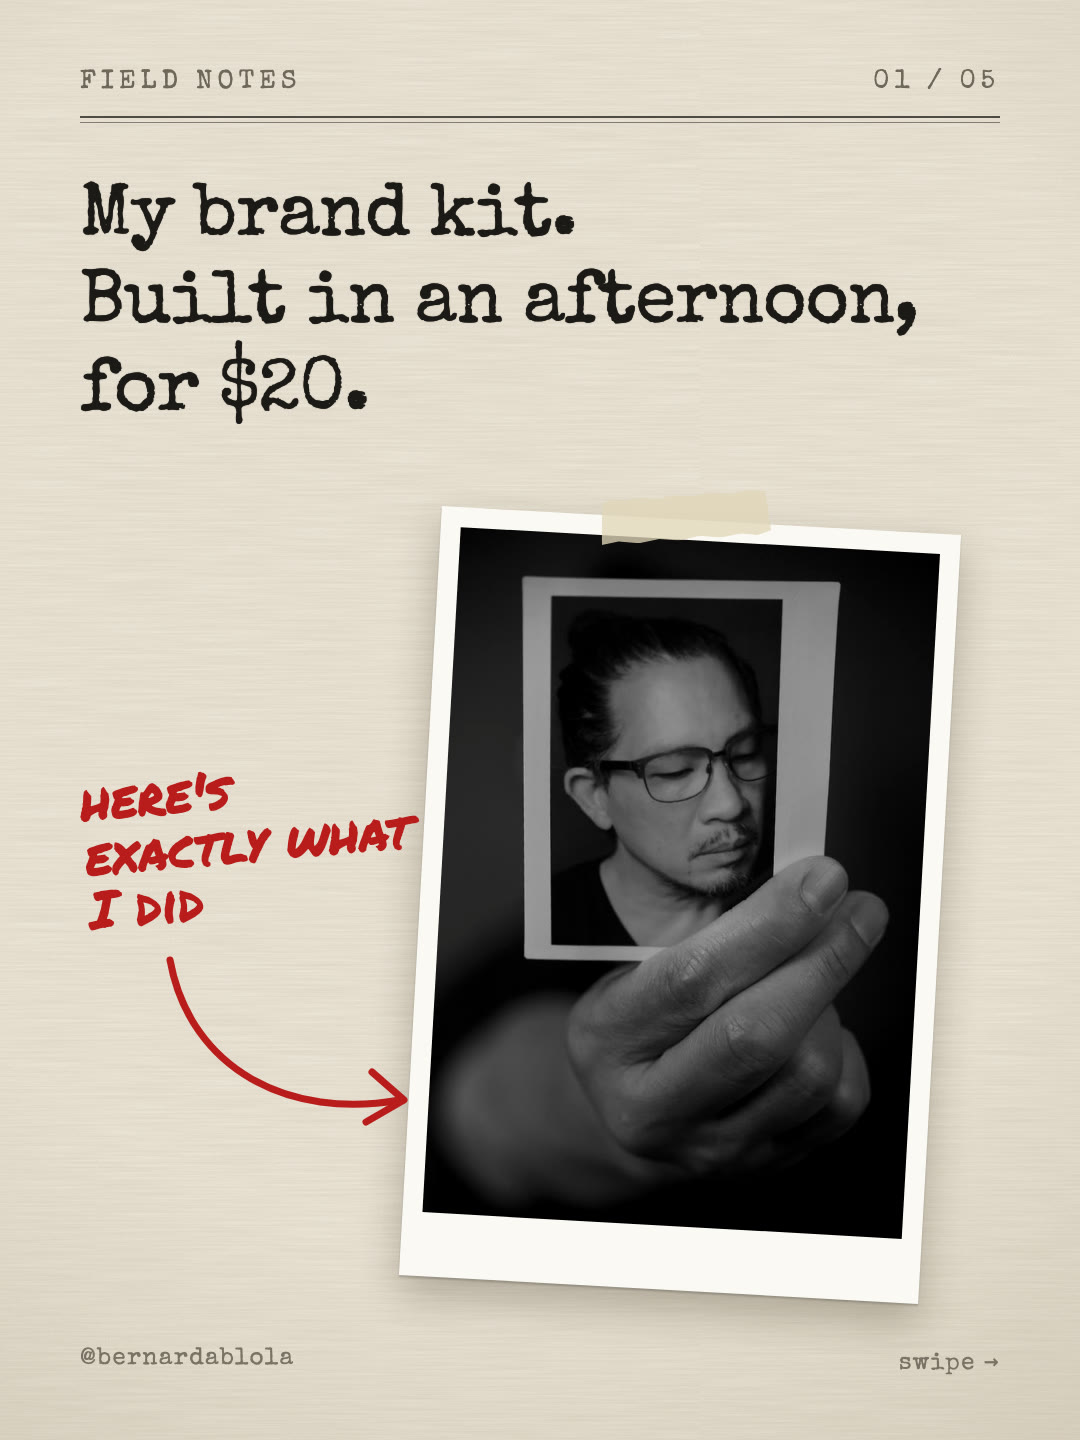 FIELD NOTES
01 / 05
My brand kit.
Built in an afternoon,
for $20.
HERE'S
EXACTLY WHAT
I DID
@bernardablola
swipe →